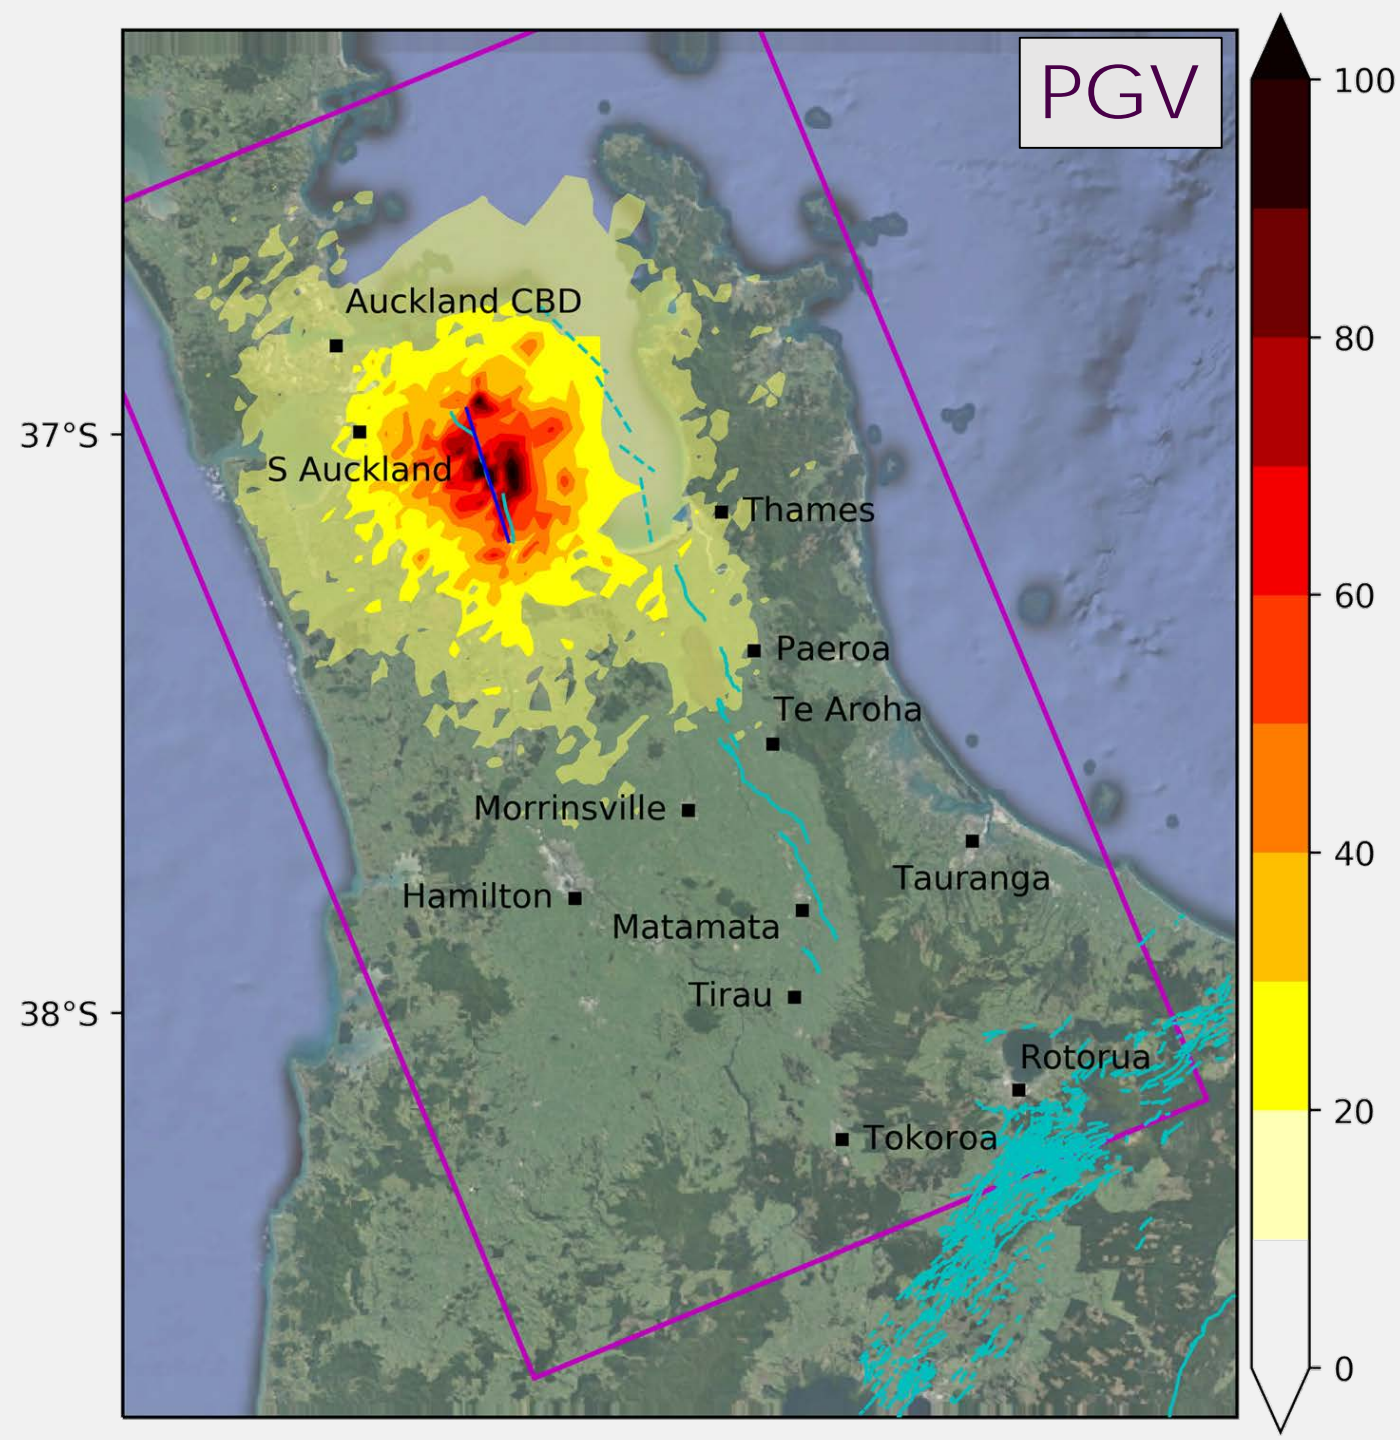 PGV
100
Auckland CBD
80
37°S
S Auckland
Thames
60
Paeroa
Te Aroha
Morrinsville
40
Tauranga
Hamilton
Matamata
Tirau
38°S
Rotorua
20
Tokoroa
0